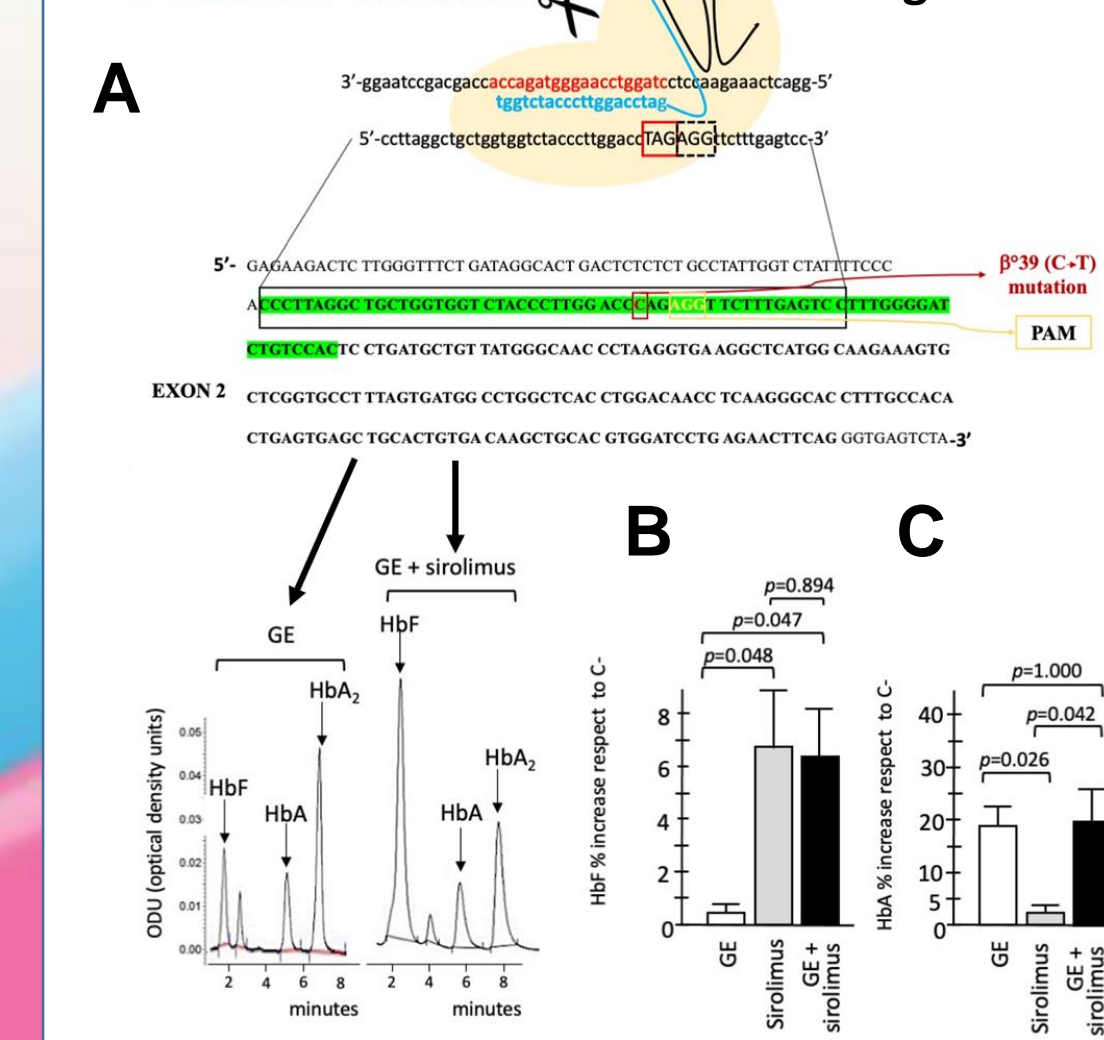 A
3’-ggaatccgacgaccaccagatgggaacctggatcctccaagaaactcagg-5’
tggtctacccttggacctag
5’-ccttaggctgctggtggtctacccttggaccTAGAGGttctttgagtcc-3’
5’- GAGAAGACTC TTGGGTTTCT GATAGGCACT GACTCTCTCT GCCTATTGGT CTATTTTCCC
β°39 (C→T)
mutation
ACCCTTAGGC TGCTGGTGGT CTACCCTTGG ACCCAGAGGT TCTTTGAGTC CTTTGGGGAT
PAM
CTGTCCACTC CTGATGCTGT TATGGGCAAC CCTAAGGTGA AGGCTCATGG CAAGAAAGTG
EXON 2
CTCGGTGCCT TTAGTGATGG CCTGGCTCAC CTGGACAACC TCAAGGGCAC CTTTGCCACA
CTGAGTGAGC TGCACTGTGA CAAGCTGCAC GTGGATCCTG AGAACTTCAG GGTGAGTCTA-3’
GE
GE + sirolimus
HbF
HbA
HbA2
HbF
HbA
HbA2
ODU (optical density units)
0.05
0.04
0.03
0.02
0.01
0.00
2 4 6 8
minutes
2 4 6 8
minutes
B
p=0.894
p=0.047
p=0.048
HbF % increase respect to C-
8
6
4
2
0
GE
Sirolimus
GE +
sirolimus
C
p=1.000
p=0.042
p=0.026
HbA % increase respect to C-
40
30
20
10
5
0
GE
Sirolimus
GE +
sirolimus